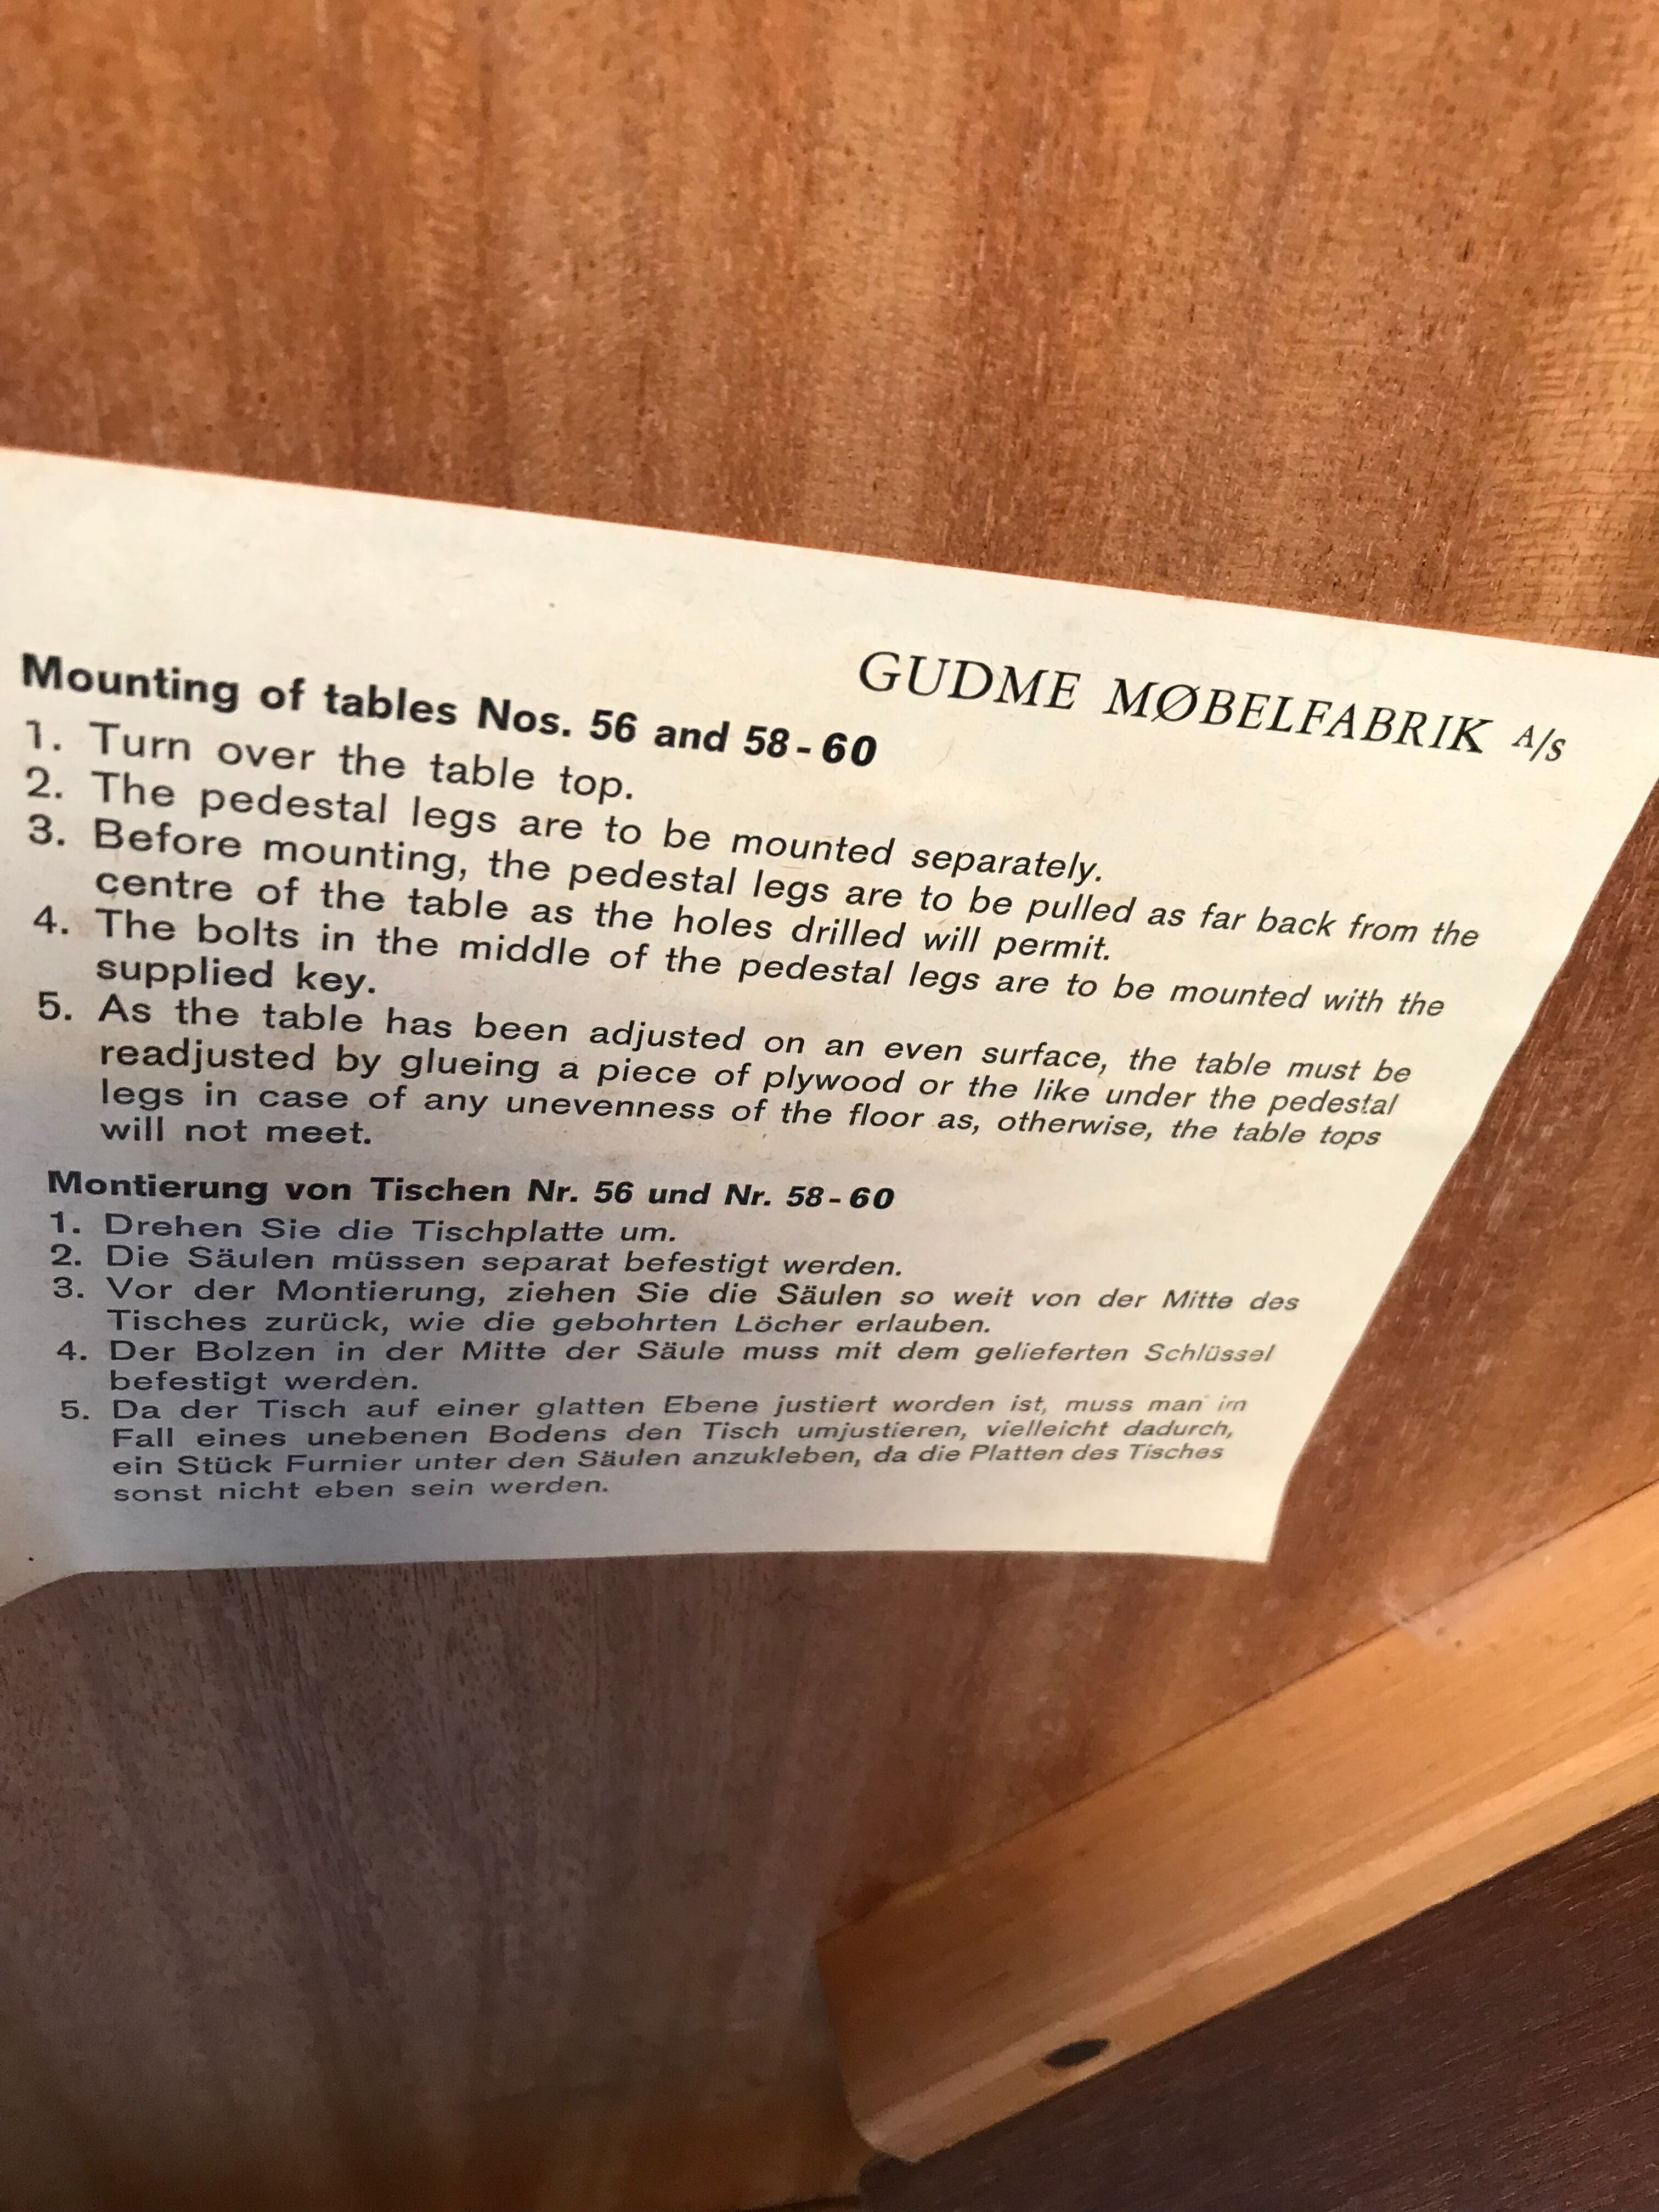 GUDME MØBELFABRIK A/S
Mounting of tables Nos. 56 and 58-60
1. Turn over the table top.
2. The pedestal legs are to be mounted separately.
3. Before mounting, the pedestal legs are to be pulled as far back from the
centre of the table as the holes drilled will permit.
4. The bolts in the middle of the pedestal legs are to be mounted with the
supplied key.
5. As the table has been adjusted on an even surface, the table must be
readjusted by glueing a piece of plywood or the like under the pedestal
legs in case of any unevenness of the floor as, otherwise, the table tops
will not meet.
Montierung von Tischen Nr. 56 und Nr. 58-60
1. Drehen Sie die Tischplatte um.
2. Die Säulen müssen separat befestigt werden.
3. Vor der Montierung, ziehen Sie die Säulen so weit von der Mitte des
Tisches zurück, wie die gebohrten Löcher erlauben.
4. Der Bolzen in der Mitte der Säule muss mit dem gelieferten Schlüssel
befestigt werden.
5. Da der Tisch auf einer glatten Ebene justiert worden ist, muss man im
Fall eines unebenen Bodens den Tisch umjustieren, vielleicht dadurch,
ein Stück Furnier unter den Säulen anzukleben, da die Platten des Tisches
sonst nicht eben sein werden.